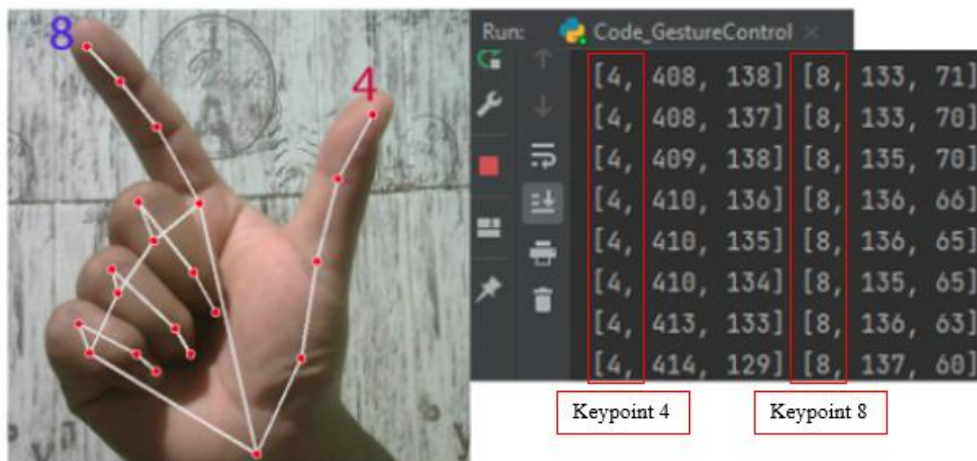 8
4
Run: Code_GestureControl ×
[4, 408, 138] [8, 133, 71]
[4, 408, 137] [8, 133, 70]
[4, 409, 138] [8, 135, 70]
[4, 410, 136] [8, 136, 66]
[4, 410, 135] [8, 136, 65]
[4, 410, 134] [8, 135, 65]
[4, 413, 133] [8, 136, 63]
[4, 414, 129] [8, 137, 60]
Keypoint 4
Keypoint 8